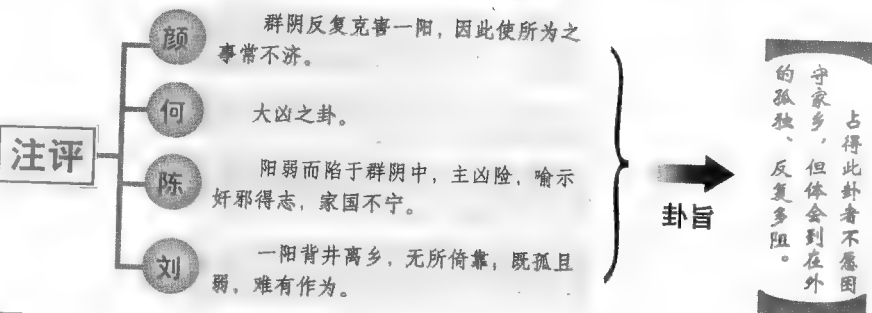 注评
颜
群阴反复克害一阳，因此使所为之
事常不济。
何
大凶之卦。
陈
阳弱而陷于群阴中，主凶险，喻示
奸邪得志，家国不宁。
刘
一阳背井离乡，无所倚靠，既孤且
弱，难有作为。
卦旨
占得此卦者不愿困
守家乡，但体会到在外
的孤独、反复多阻。